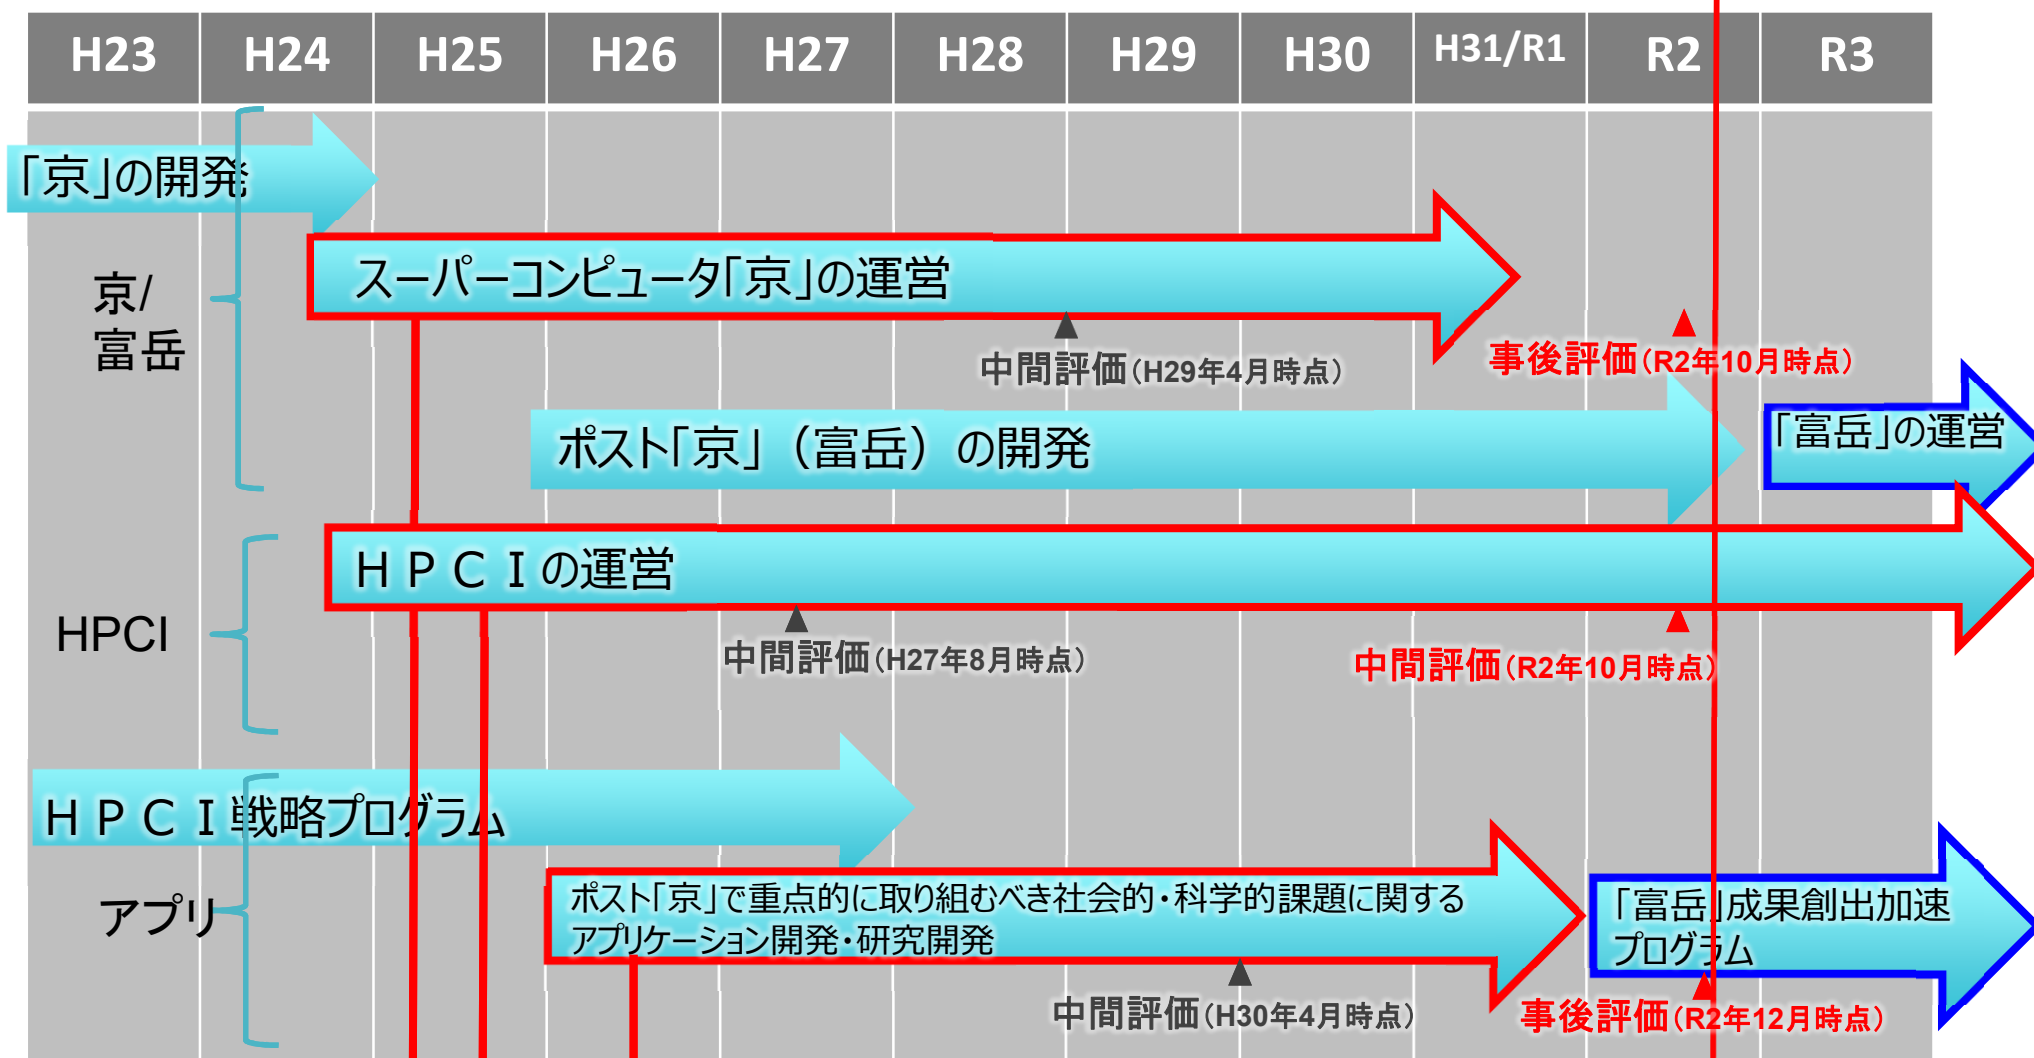 H23 H24 H25 H26 H27 H28 H29 H30 H31/R1 R2 R3
「京」の開発
スーパーコンピュータ「京」の運営
京/
富岳
中間評価（H29年4月時点）
事後評価（R2年10月時点）
ポスト「京」（富岳）の開発
「富岳」の運営
ＨＰＣＩの運営
HPCI
中間評価（H27年8月時点）
中間評価（R2年10月時点）
ＨＰＣＩ戦略プログラム
アプリ
ポスト「京」で重点的に取り組むべき社会的・科学的課題に関する
アプリケーション開発・研究開発
「富岳」成果創出加速
プログラム
中間評価（H30年4月時点）
事後評価（R2年12月時点）